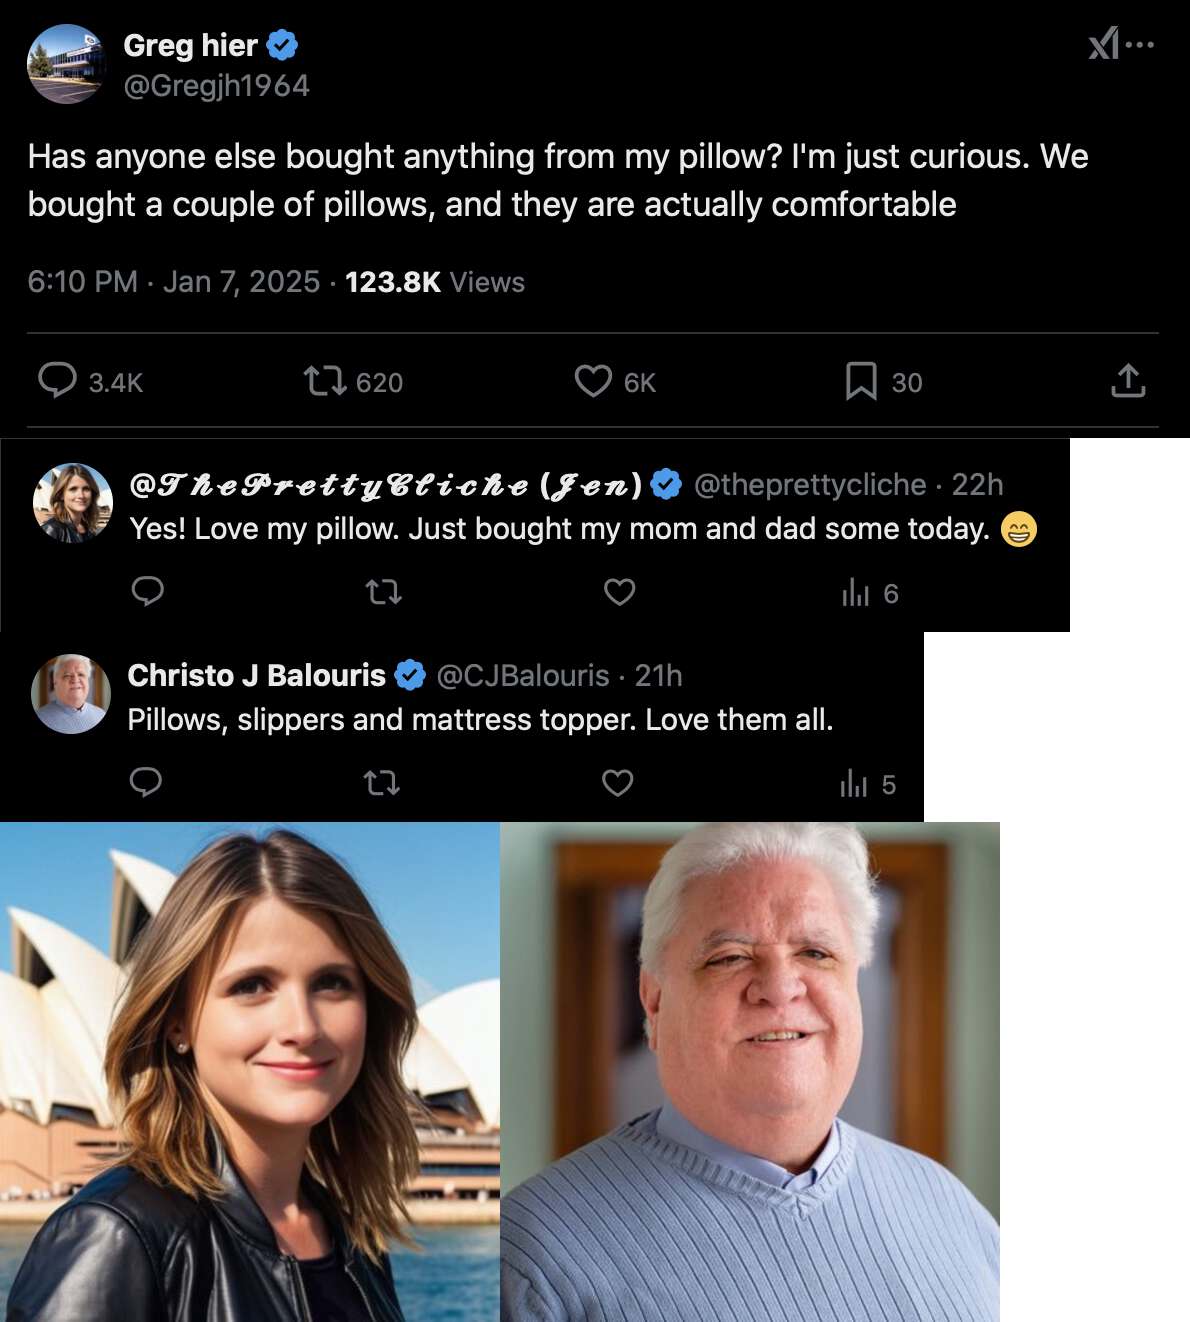 Greg hier
@Gregjh1964
Has anyone else bought anything from my pillow? I'm just curious. We
bought a couple of pillows, and they are actually comfortable
6:10 PM · Jan 7, 2025 · 123.8K Views
3.4K 620 6K 30
@𝓣𝓱𝓮𝓟𝓻𝓮𝓽𝓽𝔂𝓒𝓵𝓲𝓬𝓱𝓮 (𝓙𝓮𝓷) @theprettycliche · 22h
Yes! Love my pillow. Just bought my mom and dad some today. 😁
6
Christo J Balouris @CJBalouris · 21h
Pillows, slippers and mattress topper. Love them all.
5